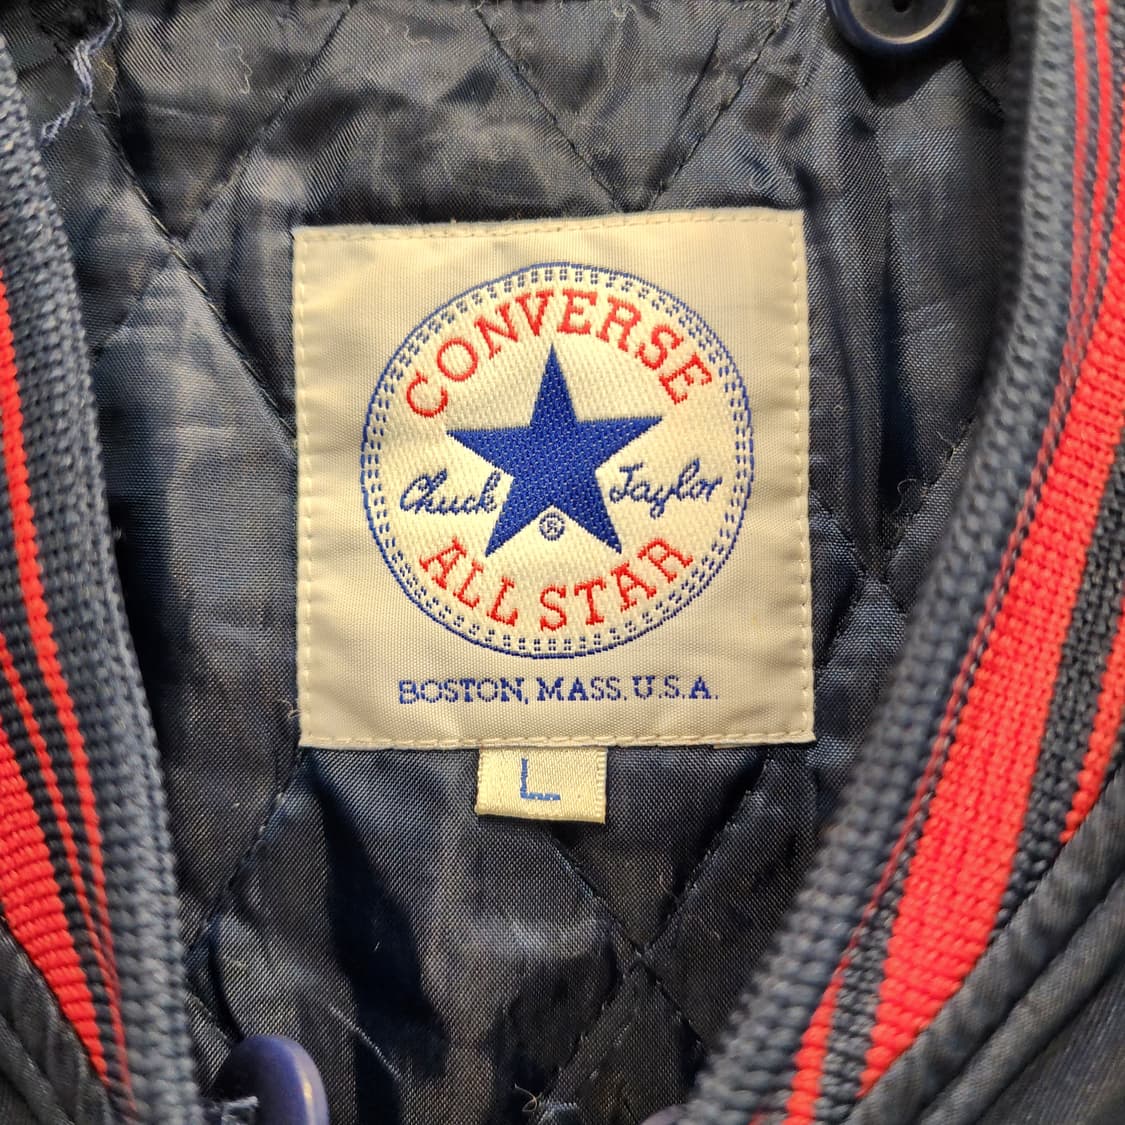 CONVERSE
Chuck Taylor
®
ALL STAR
BOSTON, MASS. U.S.A.
L